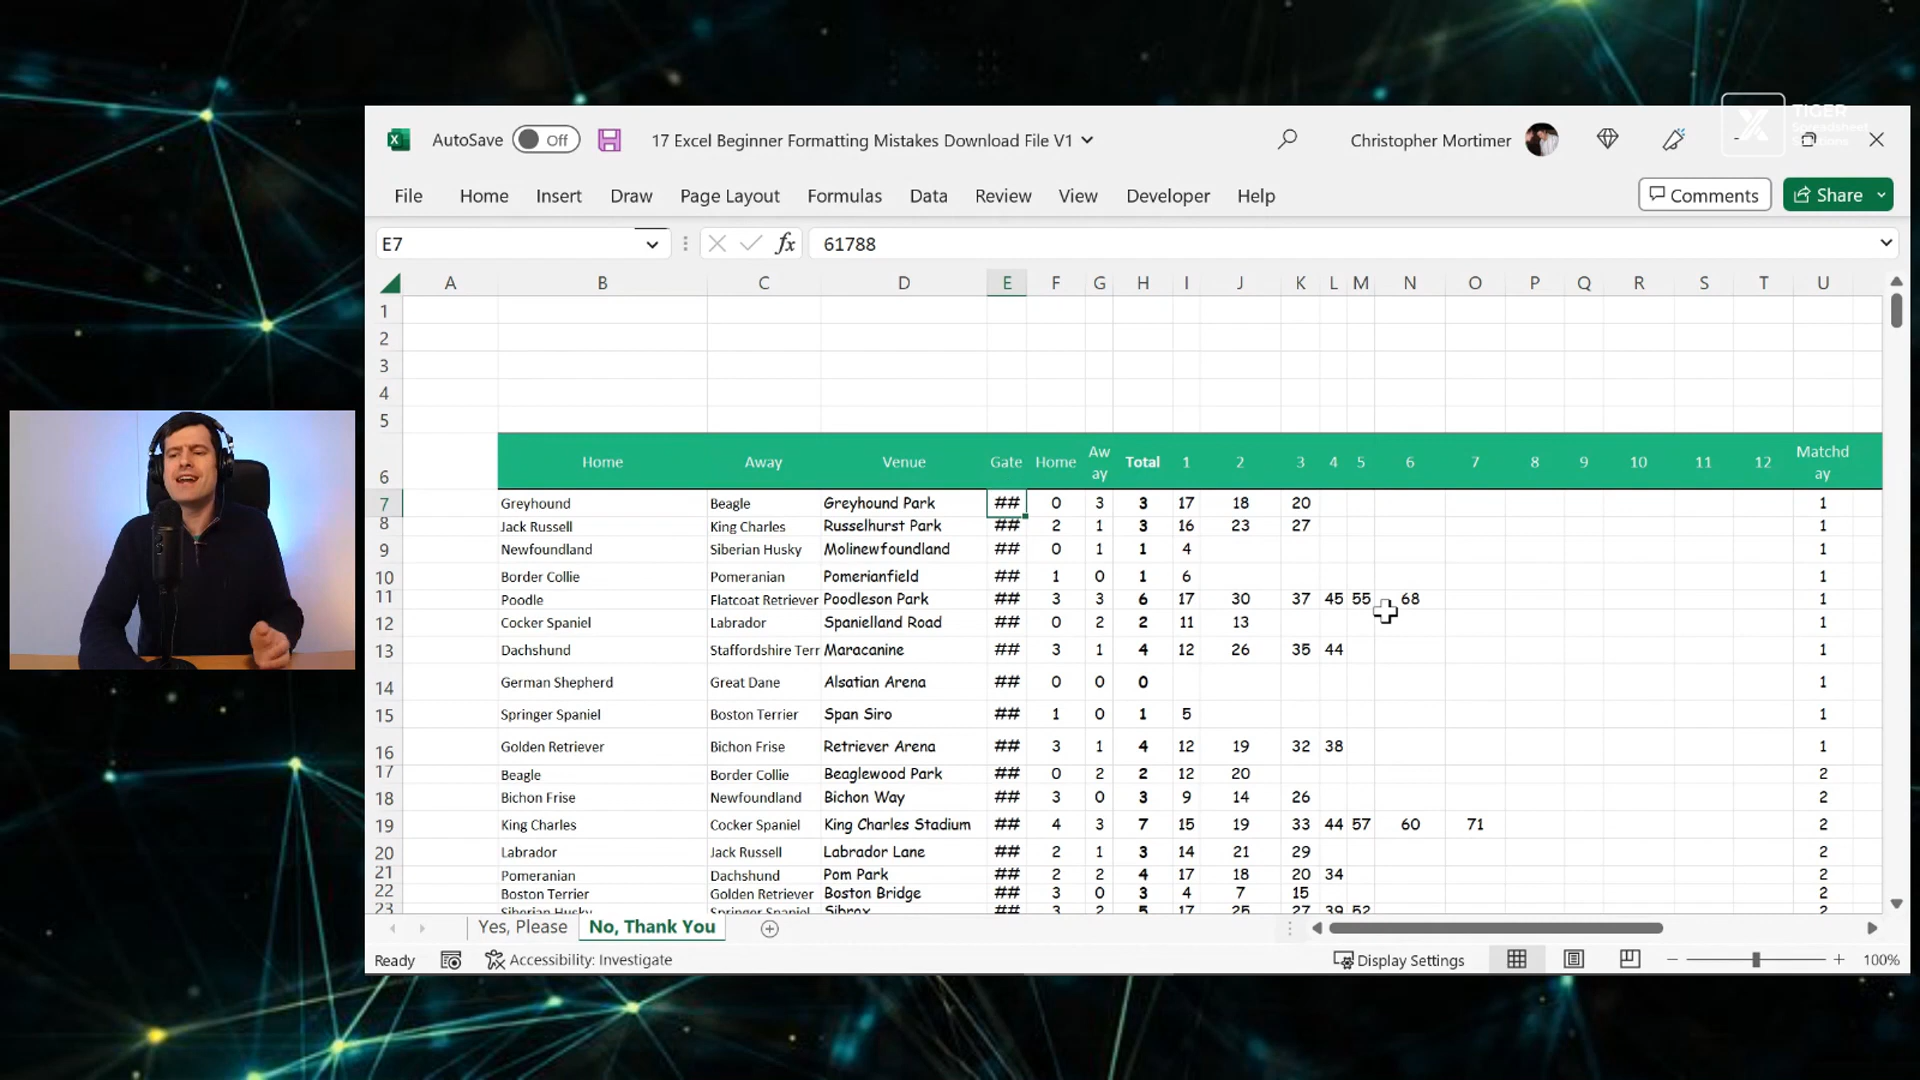 TIGER
Spreadsheet
Solutions
AutoSave Off 17 Excel Beginner Formatting Mistakes Download File V1 Christopher Mortimer
File Home Insert Draw Page Layout Formulas Data Review View Developer Help Comments Share
E7 fx 61788
A B C D E F G H I J K L M N O P Q R S T U
1
2
3
4
5
6 Home Away Venue Gate Home Aw Total 1 2 3 4 5 6 7 8 9 10 11 12 Matchd
ay ay
7 Greyhound Beagle Greyhound Park ## 0 3 3 17 18 20 1
8 Jack Russell King Charles Russelhurst Park ## 2 1 3 16 23 27 1
9 Newfoundland Siberian Husky Molinewfoundland ## 0 1 1 4 1
10 Border Collie Pomeranian Pomerianfield ## 1 0 1 6 1
11 Poodle Flatcoat Retriever Poodleson Park ## 3 3 6 17 30 37 45 55 68 1
12 Cocker Spaniel Labrador Spanielland Road ## 0 2 2 11 13 1
13 Dachshund Staffordshire Terr Maracanine ## 3 1 4 12 26 35 44 1
14 German Shepherd Great Dane Alsatian Arena ## 0 0 0 1
15 Springer Spaniel Boston Terrier Span Siro ## 1 0 1 5 1
16 Golden Retriever Bichon Frise Retriever Arena ## 3 1 4 12 19 32 38 1
17 Beagle Border Collie Beaglewood Park ## 0 2 2 12 20 2
18 Bichon Frise Newfoundland Bichon Way ## 3 0 3 9 14 26 2
19 King Charles Cocker Spaniel King Charles Stadium ## 4 3 7 15 19 33 44 57 60 71 2
20 Labrador Jack Russell Labrador Lane ## 2 1 3 14 21 29 2
21 Pomeranian Dachshund Pom Park ## 2 2 4 17 18 20 34 2
22 Boston Terrier Golden Retriever Boston Bridge ## 3 0 3 4 7 15 2
23 Siberian Husky Springer Spaniel Sibrox ## 3 2 5 17 25 27 39 52 2
Yes, Please No, Thank You
Ready Accessibility: Investigate Display Settings 100%